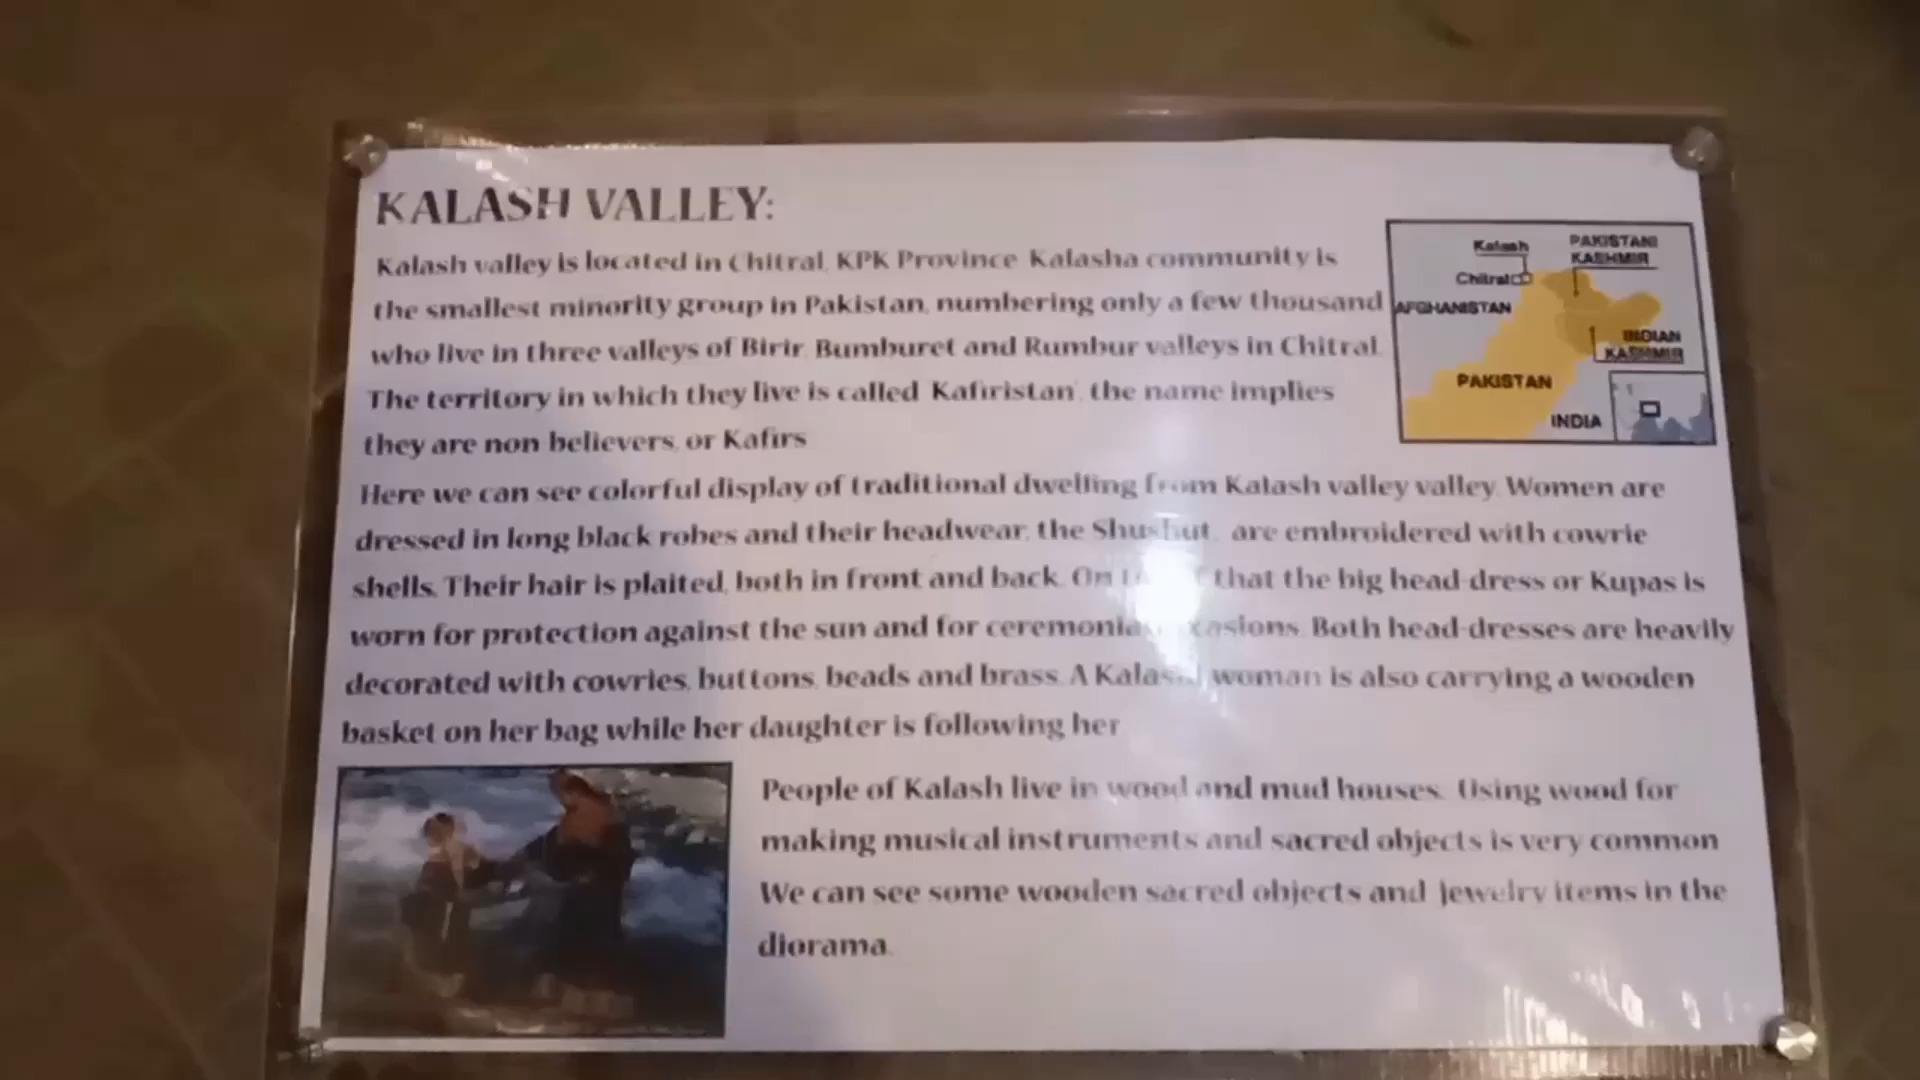 KALASH VALLEY:
Kalash valley is located in Chitral, KPK Province Kalasha community is
the smallest minority group in Pakistan, numbering only a few thousand
who live in three valleys of Birir, Bumburet and Rumbur valleys in Chitral.
The territory in which they live is called 'Kafiristan', the name implies
they are non believers, or Kafirs
Here we can see colorful display of traditional dwelling from Kalash valley valley. Women are
dressed in long black robes and their headwear, the Shushut, are embroidered with cowrie
shells. Their hair is plaited, both in front and back. On that the big head-dress or Kupas is
worn for protection against the sun and for ceremonial occasions. Both head-dresses are heavily
decorated with cowries, buttons, beads and brass. A Kalash woman is also carrying a wooden
basket on her bag while her daughter is following her
People of Kalash live in wood and mud houses. Using wood for
making musical instruments and sacred objects is very common
We can see some wooden sacred objects and jewelry items in the
diorama.
Kalash
PAKISTANI
KASHMIR
Chitral
AFGHANISTAN
INDIAN
KASHMIR
PAKISTAN
INDIA